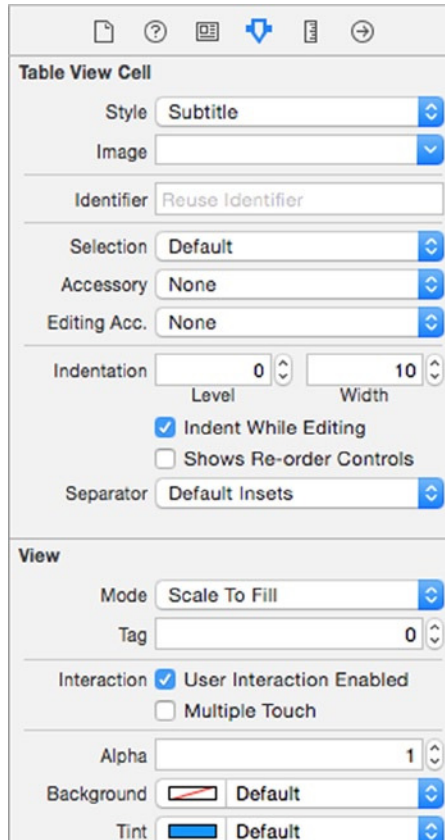 Table View Cell
Style Subtitle
Image
Identifier Reuse Identifier
Selection Default
Accessory None
Editing Acc. None
Indentation 0 10
Level Width
Indent While Editing
Shows Re-order Controls
Separator Default Insets
View
Mode Scale To Fill
Tag 0
Interaction User Interaction Enabled
Multiple Touch
Alpha 1
Background Default
Tint Default